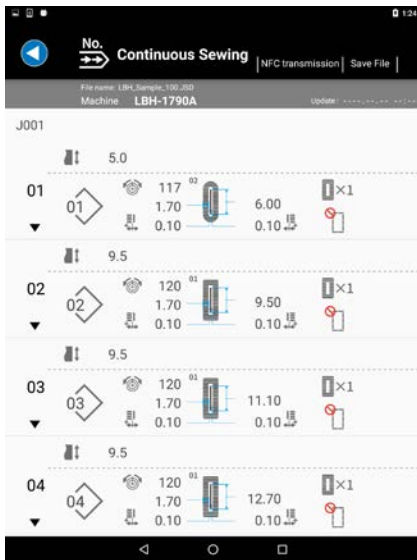 1:24
No. Continuous Sewing NFC transmission Save File
File name: LBH_Sample_100.JSD
Machine LBH-1790A Update: ----.--.-- --:--
J001
5.0
01 01 117 02 6.00 ×1
1.70
0.10 0.10
9.5
02 02 120 01 9.50 ×1
1.70
0.10 0.10
9.5
03 03 120 01 11.10 ×1
1.70
0.10 0.10
9.5
04 04 120 01 12.70 ×1
1.70
0.10 0.10